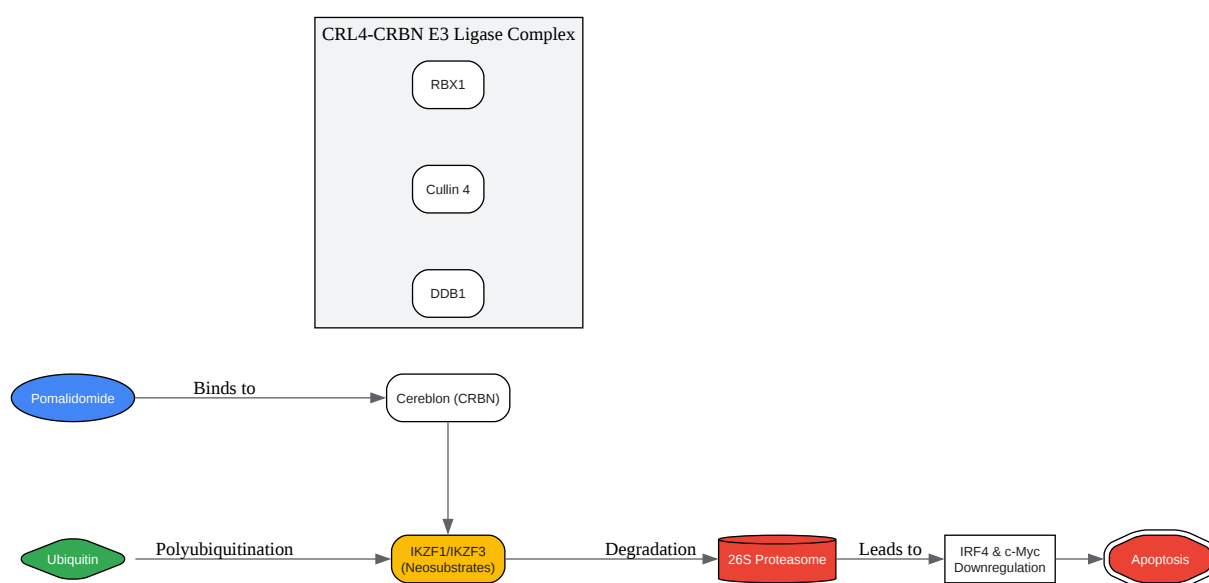 CRL4-CRBN E3 Ligase Complex
RBX1
Cullin 4
DDB1
Pomalidomide
Binds to
Cereblon (CRBN)
Ubiquitin
Polyubiquitination
IKZF1/IKZF3
(Neosubstrates)
Degradation
26S Proteasome
Leads to
IRF4 & c-Myc
Downregulation
Apoptosis